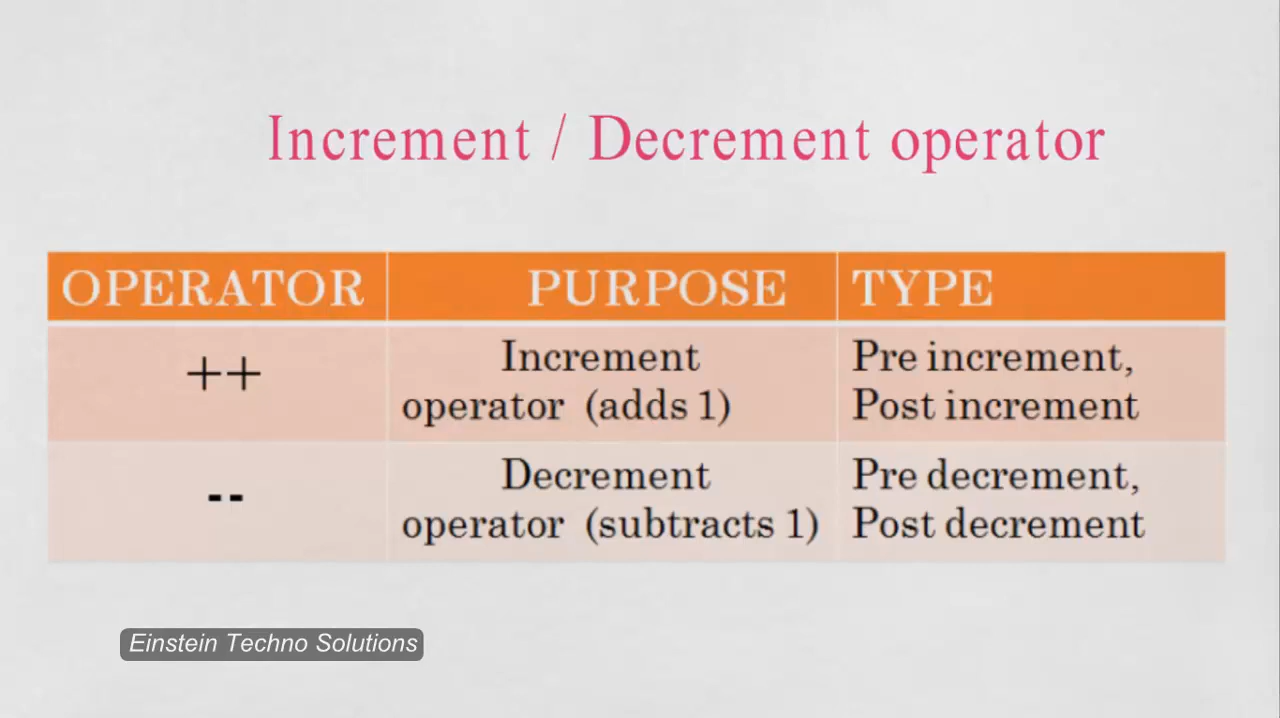 Increment / Decrement operator
OPERATOR PURPOSE TYPE
++ Increment operator (adds 1) Pre increment, Post increment
-- Decrement operator (subtracts 1) Pre decrement, Post decrement
Einstein Techno Solutions